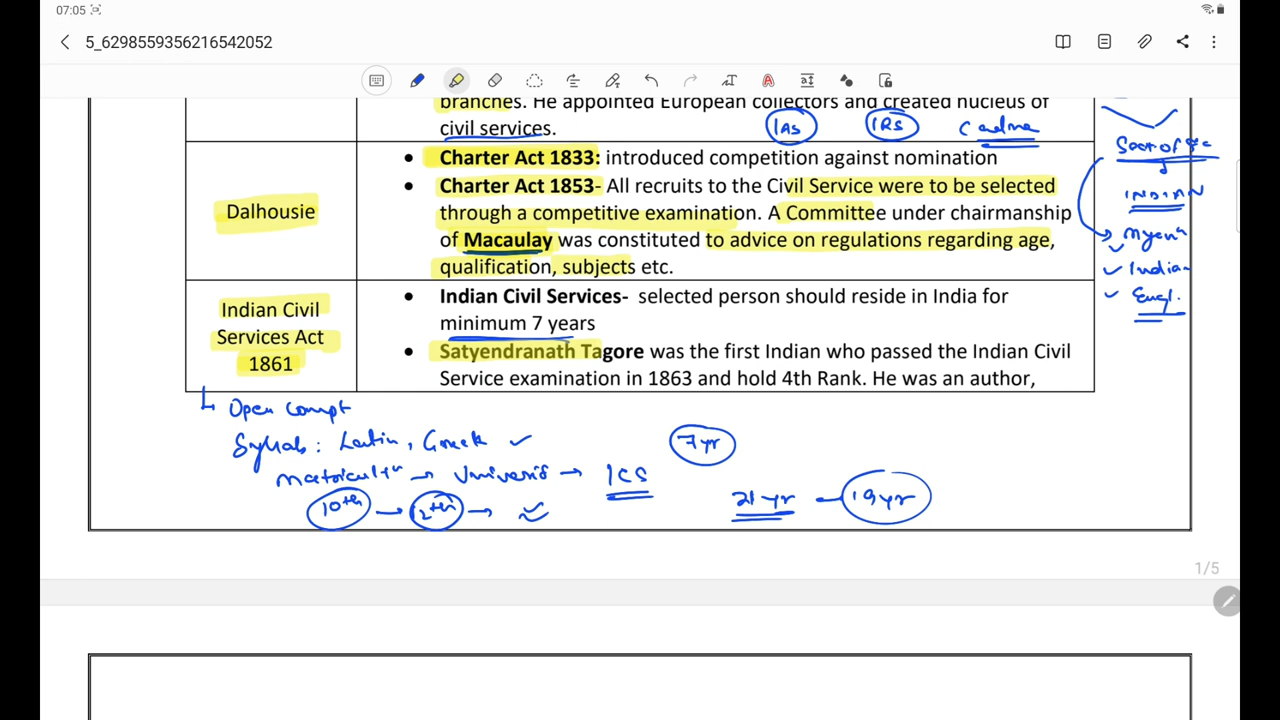 07:05
5_6298559356216542052
branches. He appointed European collectors and created nucleus of
civil services.
IAS IRS Cadre
Dalhousie
• Charter Act 1833: introduced competition against nomination
• Charter Act 1853- All recruits to the Civil Service were to be selected
through a competitive examination. A Committee under chairmanship
of Macaulay was constituted to advice on regulations regarding age,
qualification, subjects etc.
INDIAN
Indian
Engl.
Indian Civil
Services Act
1861
• Indian Civil Services- selected person should reside in India for
minimum 7 years
• Satyendranath Tagore was the first Indian who passed the Indian Civil
Service examination in 1863 and hold 4th Rank. He was an author,
Open compt
Syllab: Latin, Greek
7yr
ICS
10th 12th
21 yr 19 yr
1/5